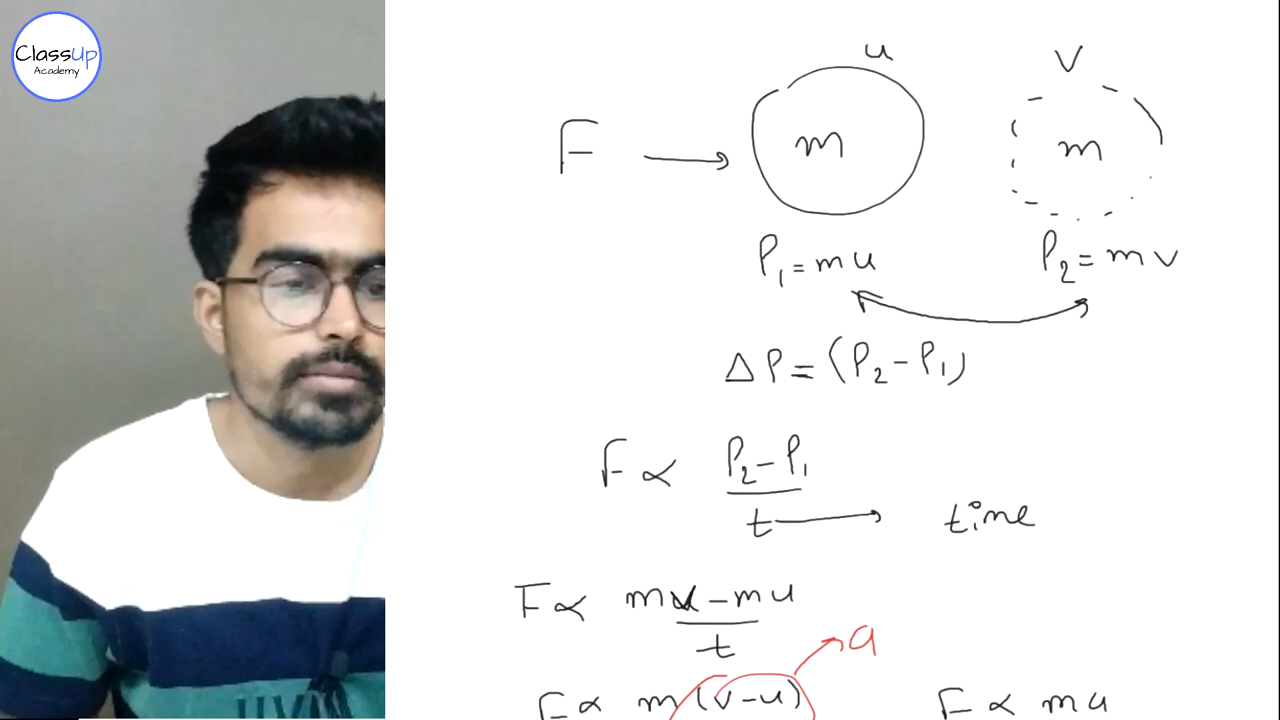 ClassUp
Academy
u v
F → m m
P₁ = mu P₂ = mv
ΔP = (P₂ - P₁)
F ∝ P₂ - P₁
t → time
F ∝ mv - mu
t
a
F ∝ m (v-u) F ∝ ma